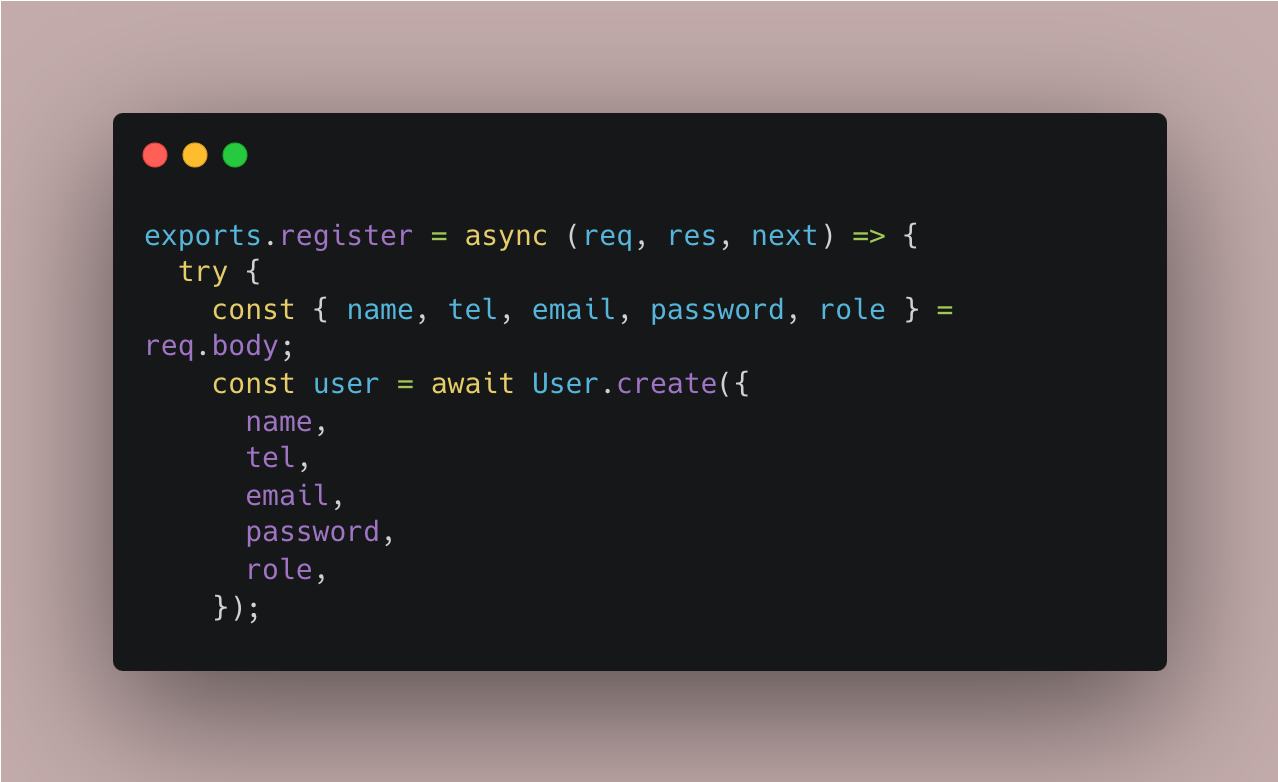 exports.register = async (req, res, next) => {
  try {
    const { name, tel, email, password, role } =
req.body;
    const user = await User.create({
      name,
      tel,
      email,
      password,
      role,
    });